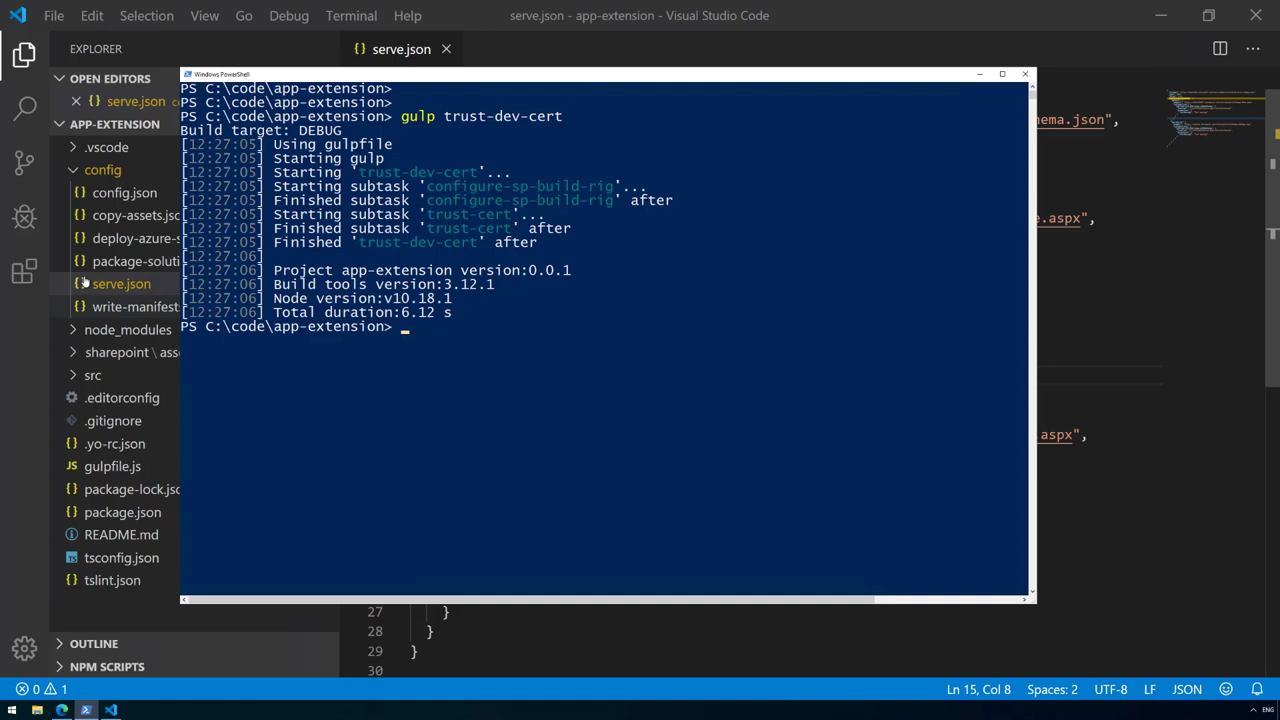 File Edit Selection View Go Debug Terminal Help
serve.json - app-extension - Visual Studio Code
EXPLORER
{} serve.json
OPEN EDITORS
{} serve.json
APP-EXTENSION
.vscode
config
{} config.json
{} copy-assets.jso
{} deploy-azure-s
{} package-soluti
{} serve.json
{} write-manifest
node_modules
sharepoint \ ass
src
.editorconfig
.gitignore
{} .yo-rc.json
JS gulpfile.js
{} package-lock.jso
{} package.json
README.md
TS tsconfig.json
{} tslint.json
OUTLINE
NPM SCRIPTS
Windows PowerShell
PS C:\code\app-extension>
PS C:\code\app-extension>
PS C:\code\app-extension> gulp trust-dev-cert
Build target: DEBUG
[12:27:05] Using gulpfile
[12:27:05] Starting gulp
[12:27:05] Starting 'trust-dev-cert'...
[12:27:05] Starting subtask 'configure-sp-build-rig'...
[12:27:05] Finished subtask 'configure-sp-build-rig' after
[12:27:05] Starting subtask 'trust-cert'...
[12:27:05] Finished subtask 'trust-cert' after
[12:27:05] Finished 'trust-dev-cert' after
[12:27:06]
[12:27:06] Project app-extension version:0.0.1
[12:27:06] Build tools version:3.12.1
[12:27:06] Node version:v10.18.1
[12:27:06] Total duration:6.12 s
PS C:\code\app-extension>
hema.json",
e.aspx",
.aspx",
27 }
28 }
}
30
0 1
Ln 15, Col 8 Spaces: 2 UTF-8 LF JSON
ENG